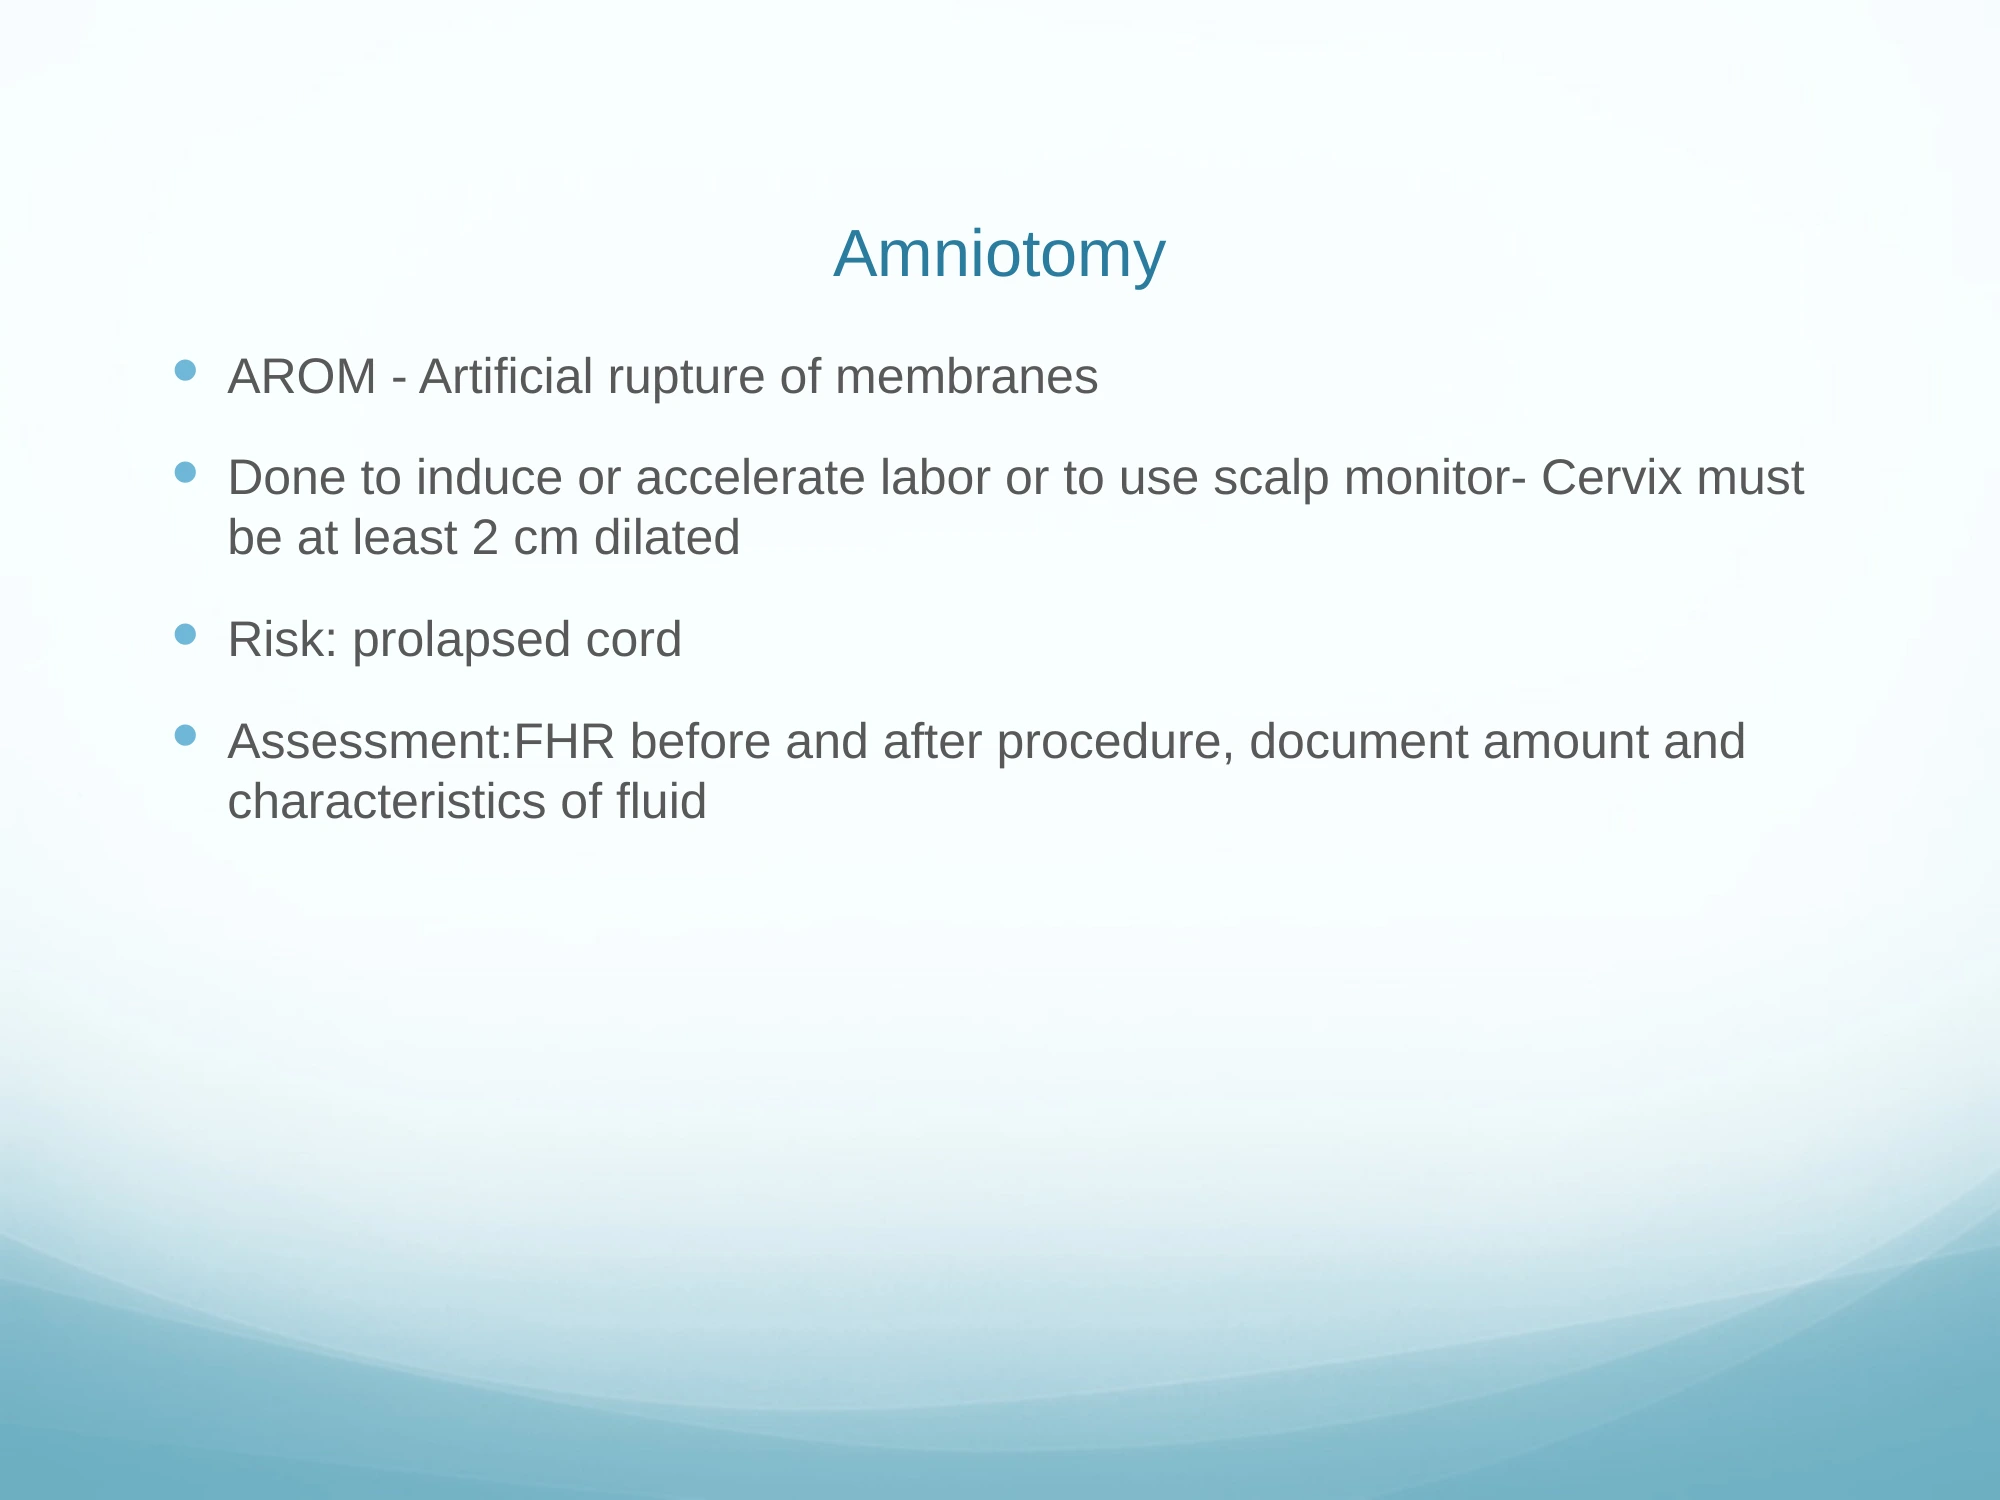 Amniotomy
AROM - Artificial rupture of membranes
Done to induce or accelerate labor or to use scalp monitor- Cervix must
be at least 2 cm dilated
Risk: prolapsed cord
Assessment:FHR before and after procedure, document amount and
characteristics of fluid